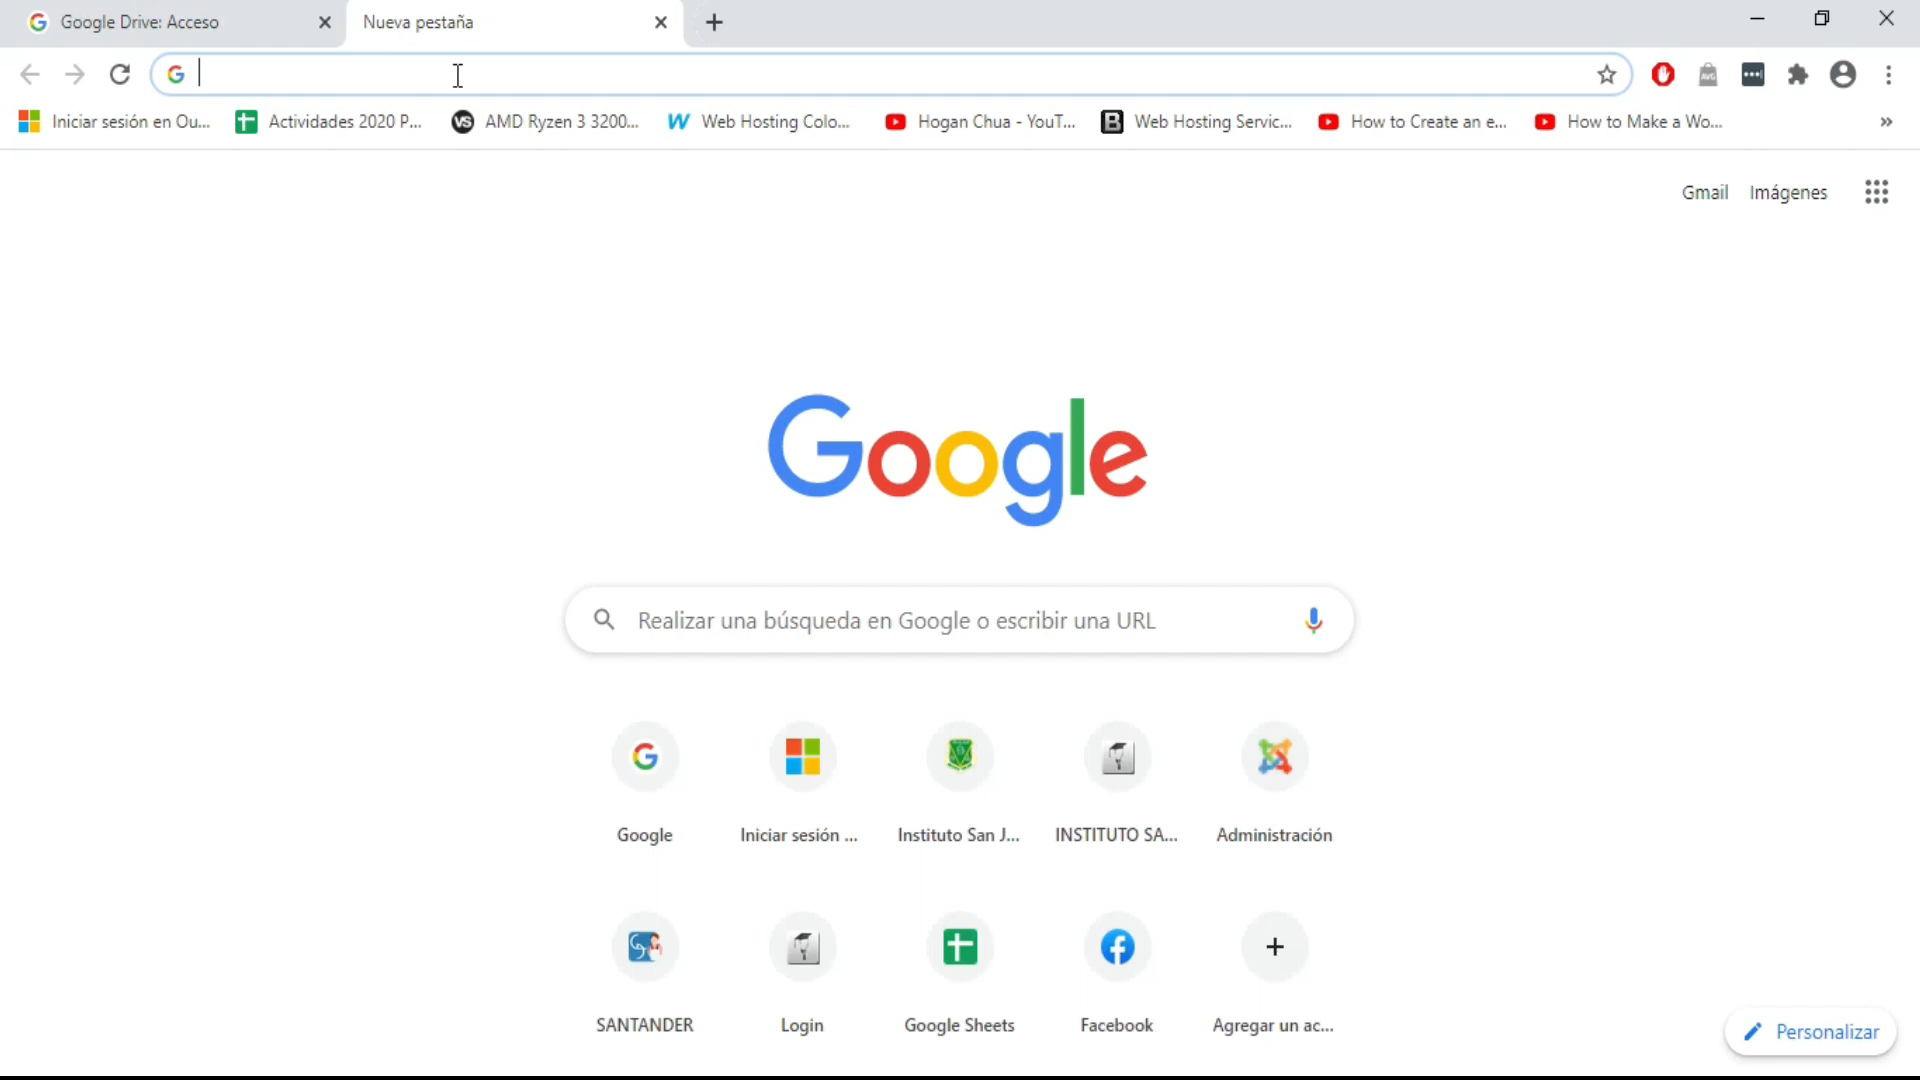 Google Drive: Acceso
Nueva pestaña
Iniciar sesión en Ou...
Actividades 2020 P...
VS
AMD Ryzen 3 3200...
W
Web Hosting Colo...
Hogan Chua - YouT...
B
Web Hosting Servic...
How to Create an e...
How to Make a Wo...
»
AVG
Gmail
Imágenes
Google
Realizar una búsqueda en Google o escribir una URL
Google
Iniciar sesión ...
Instituto San J...
INSTITUTO SA...
Administración
SANTANDER
Login
Google Sheets
Facebook
Agregar un ac...
Personalizar